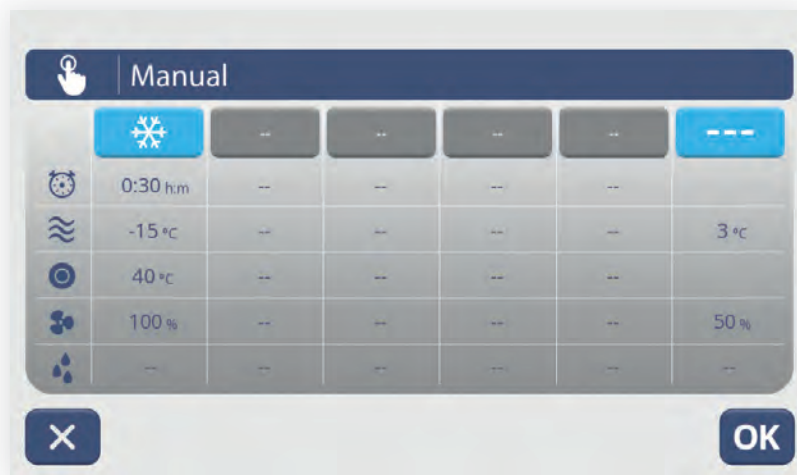 Manual
-- -- -- -- ---
0:30 h:m -- -- -- --
-15 °C -- -- -- -- 3 °C
40 °C -- -- -- --
100 % -- -- -- -- 50 %
-- -- -- -- -- --
OK